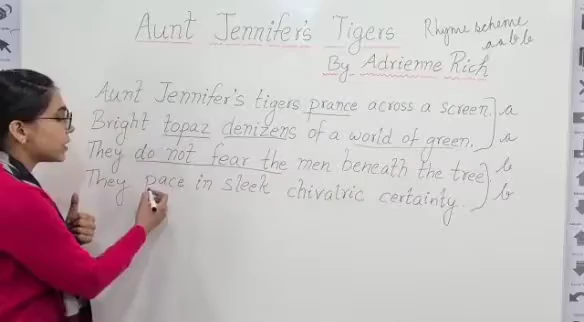 Aunt Jennifer's Tigers
Rhyme scheme
aabb
By Adrienne Rich
Aunt Jennifer's tigers prance across a screen. a
Bright topaz denizens of a world of green. a
They do not fear the men beneath the tree b
They pace in sleek chivalric certainty. b